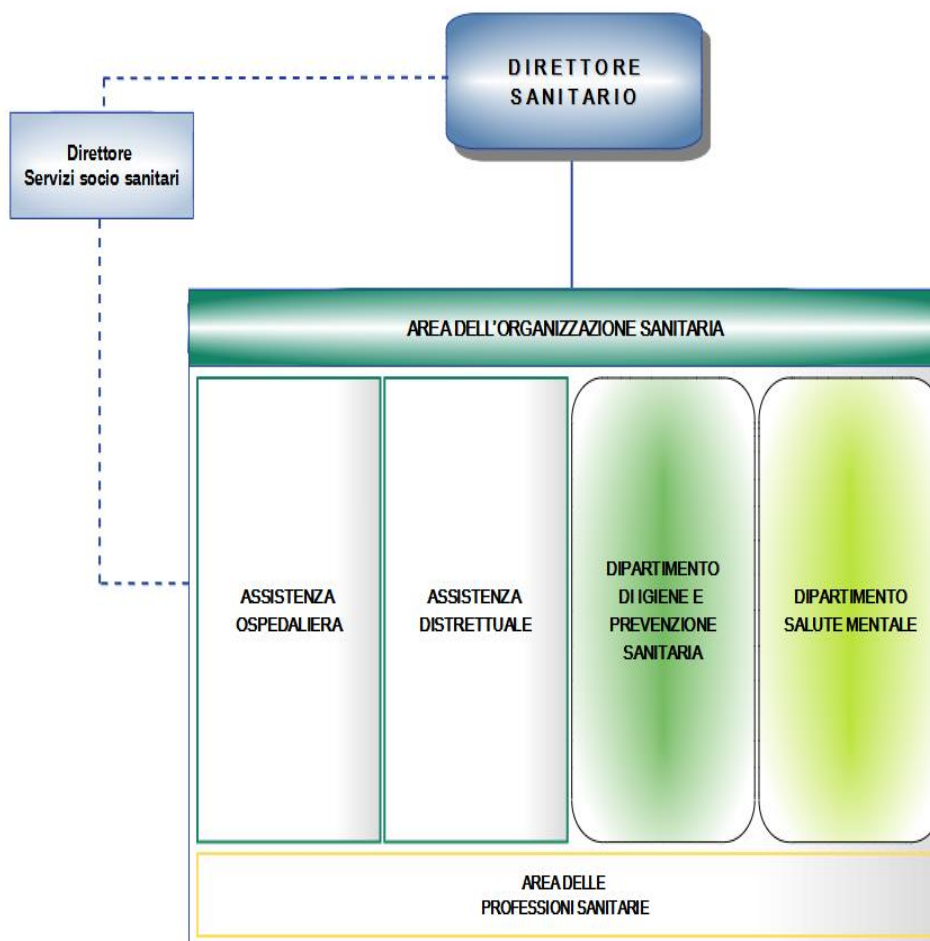 DIRETTORE
SANITARIO
Direttore
Servizi socio sanitari
AREA DELL'ORGANIZZAZIONE SANITARIA
ASSISTENZA
OSPEDALIERA
ASSISTENZA
DISTRETTUALE
DIPARTIMENTO
DI IGIENE E
PREVENZIONE
SANITARIA
DIPARTIMENTO
SALUTE MENTALE
AREA DELLE
PROFESSIONI SANITARIE